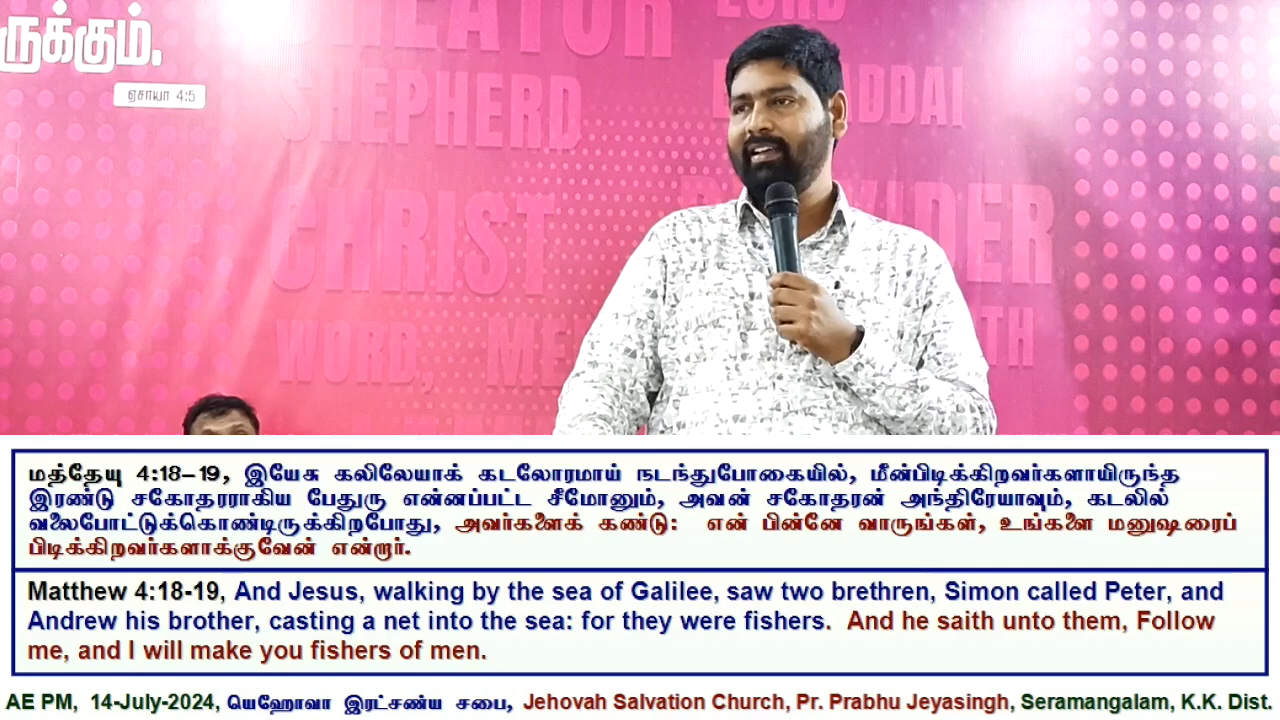 ருக்கும்.
ஏசாயா 4:5
CREATOR
LORD
SHEPHERD
CHRIST
WORD,
மத்தேயு 4:18–19, இயேசு கலிலேயாக் கடலோரமாய் நடந்துபோகையில், மீன்பிடிக்கிறவர்களாயிருந்த
இரண்டு சகோதரராகிய பேதுரு என்னப்பட்ட சீமோனும், அவன் சகோதரன் அந்திரேயாவும், கடலில்
வலைபோட்டுக்கொண்டிருக்கிறபோது, அவர்களைக் கண்டு: என் பின்னே வாருங்கள், உங்களை மனுஷரைப்
பிடிக்கிறவர்களாக்குவேன் என்றார்.
Matthew 4:18-19, And Jesus, walking by the sea of Galilee, saw two brethren, Simon called Peter, and
Andrew his brother, casting a net into the sea: for they were fishers. And he saith unto them, Follow
me, and I will make you fishers of men.
AE PM, 14-July-2024, யெஹோவா இரட்சண்ய சபை, Jehovah Salvation Church, Pr. Prabhu Jeyasingh, Seramangalam, K.K. Dist.